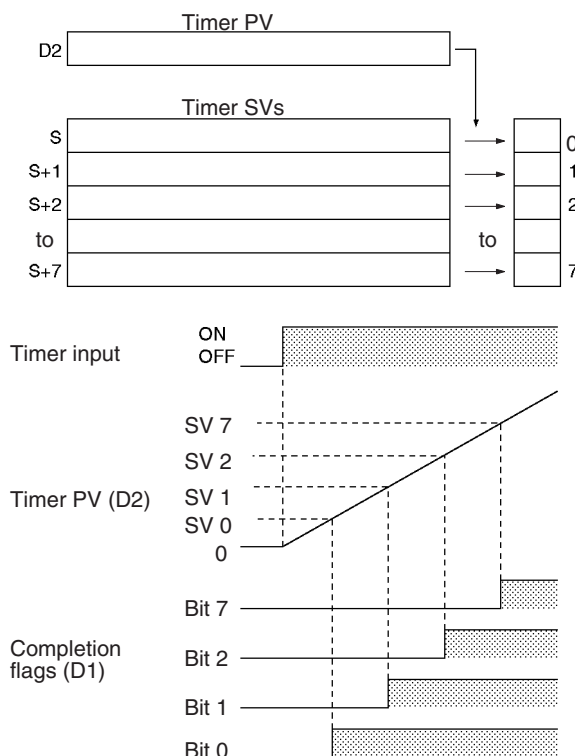 Timer PV
D2
Timer SVs
S
0
S+1
1
S+2
2
to
to
S+7
7
Timer input
ON
OFF
SV 7
SV 2
SV 1
Timer PV (D2)
SV 0
0
Bit 7
Completion
flags (D1)
Bit 2
Bit 1
Bit 0